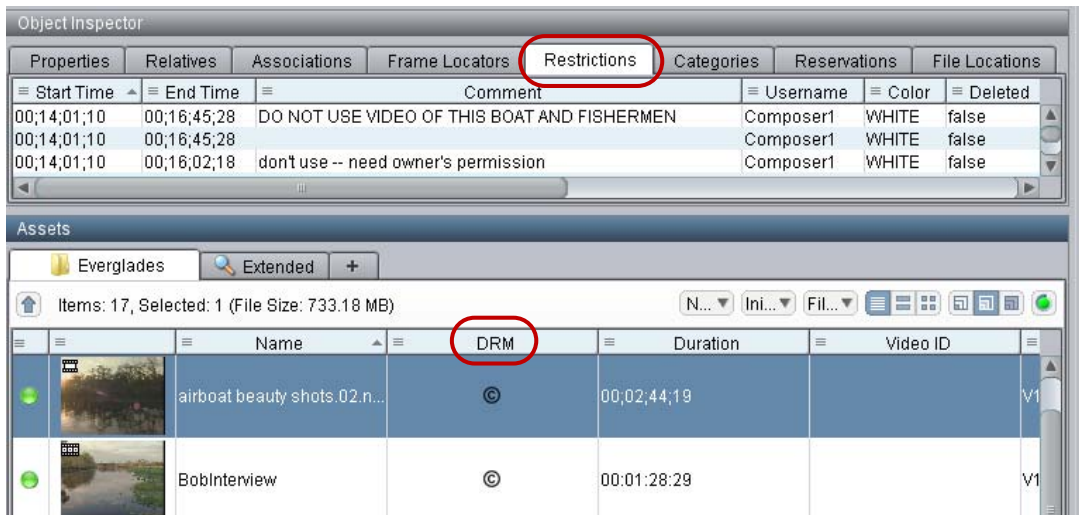 Object Inspector
Properties Relatives Associations Frame Locators Restrictions Categories Reservations File Locations
Start Time End Time Comment Username Color Deleted
00;14;01;10 00;16;45;28 DO NOT USE VIDEO OF THIS BOAT AND FISHERMEN Composer1 WHITE false
00;14;01;10 00;16;45;28 Composer1 WHITE false
00;14;01;10 00;16;02;18 don't use -- need owner's permission Composer1 WHITE false
Assets
Everglades Extended +
Items: 17, Selected: 1 (File Size: 733.18 MB) N... Ini... Fil...
Name DRM Duration Video ID
airboat beauty shots.02.n... © 00;02;44;19 V1
BobInterview © 00:01:28:29 V1